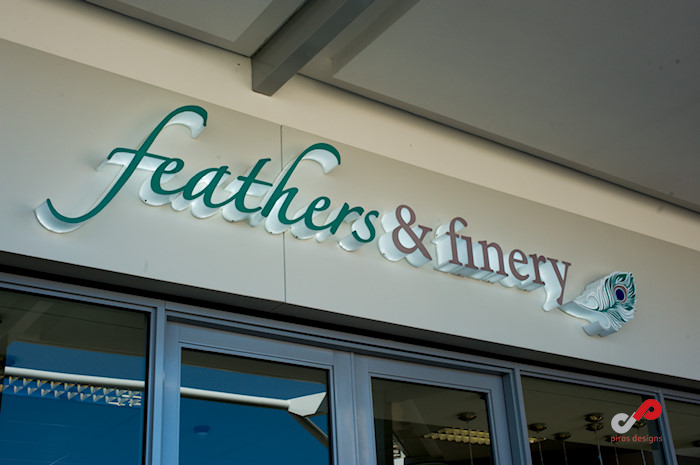 feathers & finery
piros designs